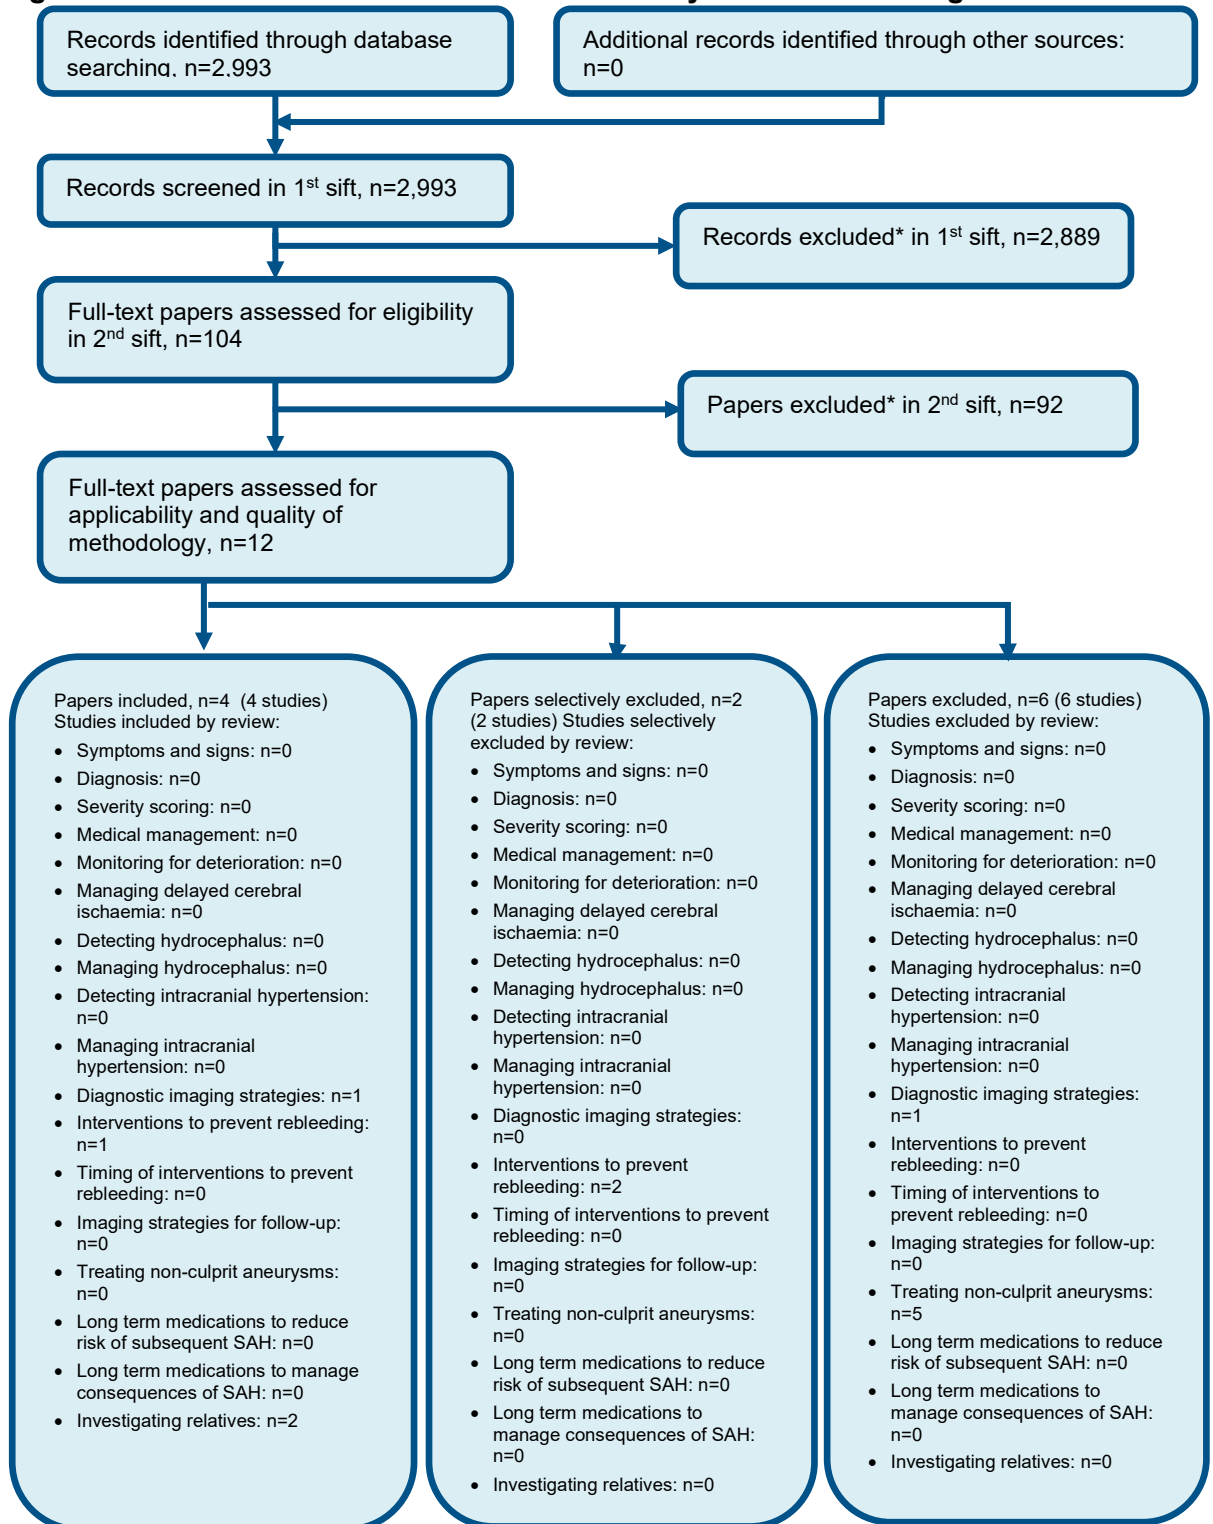 Records identified through database
searching, n=2,993
Additional records identified through other sources:
n=0
Records screened in 1st sift, n=2,993
Records excluded* in 1st sift, n=2,889
Full-text papers assessed for eligibility
in 2nd sift, n=104
Papers excluded* in 2nd sift, n=92
Full-text papers assessed for
applicability and quality of
methodology, n=12
Papers included, n=4 (4 studies)
Studies included by review:
• Symptoms and signs: n=0
• Diagnosis: n=0
• Severity scoring: n=0
• Medical management: n=0
• Monitoring for deterioration: n=0
• Managing delayed cerebral
ischaemia: n=0
• Detecting hydrocephalus: n=0
• Managing hydrocephalus: n=0
• Detecting intracranial hypertension:
n=0
• Managing intracranial
hypertension: n=0
• Diagnostic imaging strategies: n=1
• Interventions to prevent rebleeding:
n=1
• Timing of interventions to prevent
rebleeding: n=0
• Imaging strategies for follow-up:
n=0
• Treating non-culprit aneurysms:
n=0
• Long term medications to reduce
risk of subsequent SAH: n=0
• Long term medications to manage
consequences of SAH: n=0
• Investigating relatives: n=2
Papers selectively excluded, n=2
(2 studies) Studies selectively
excluded by review:
• Symptoms and signs: n=0
• Diagnosis: n=0
• Severity scoring: n=0
• Medical management: n=0
• Monitoring for deterioration: n=0
• Managing delayed cerebral
ischaemia: n=0
• Detecting hydrocephalus: n=0
• Managing hydrocephalus: n=0
• Detecting intracranial
hypertension: n=0
• Managing intracranial
hypertension: n=0
• Diagnostic imaging strategies:
n=0
• Interventions to prevent
rebleeding: n=2
• Timing of interventions to prevent
rebleeding: n=0
• Imaging strategies for follow-up:
n=0
• Treating non-culprit aneurysms:
n=0
• Long term medications to reduce
risk of subsequent SAH: n=0
• Long term medications to
manage consequences of SAH:
n=0
• Investigating relatives: n=0
Papers excluded, n=6 (6 studies)
Studies excluded by review:
• Symptoms and signs: n=0
• Diagnosis: n=0
• Severity scoring: n=0
• Medical management: n=0
• Monitoring for deterioration: n=0
• Managing delayed cerebral
ischaemia: n=0
• Detecting hydrocephalus: n=0
• Managing hydrocephalus: n=0
• Detecting intracranial
hypertension: n=0
• Managing intracranial
hypertension: n=0
• Diagnostic imaging strategies:
n=1
• Interventions to prevent
rebleeding: n=0
• Timing of interventions to
prevent rebleeding: n=0
• Imaging strategies for follow-up:
n=0
• Treating non-culprit aneurysms:
n=5
• Long term medications to reduce
risk of subsequent SAH: n=0
• Long term medications to
manage consequences of SAH:
n=0
• Investigating relatives: n=0